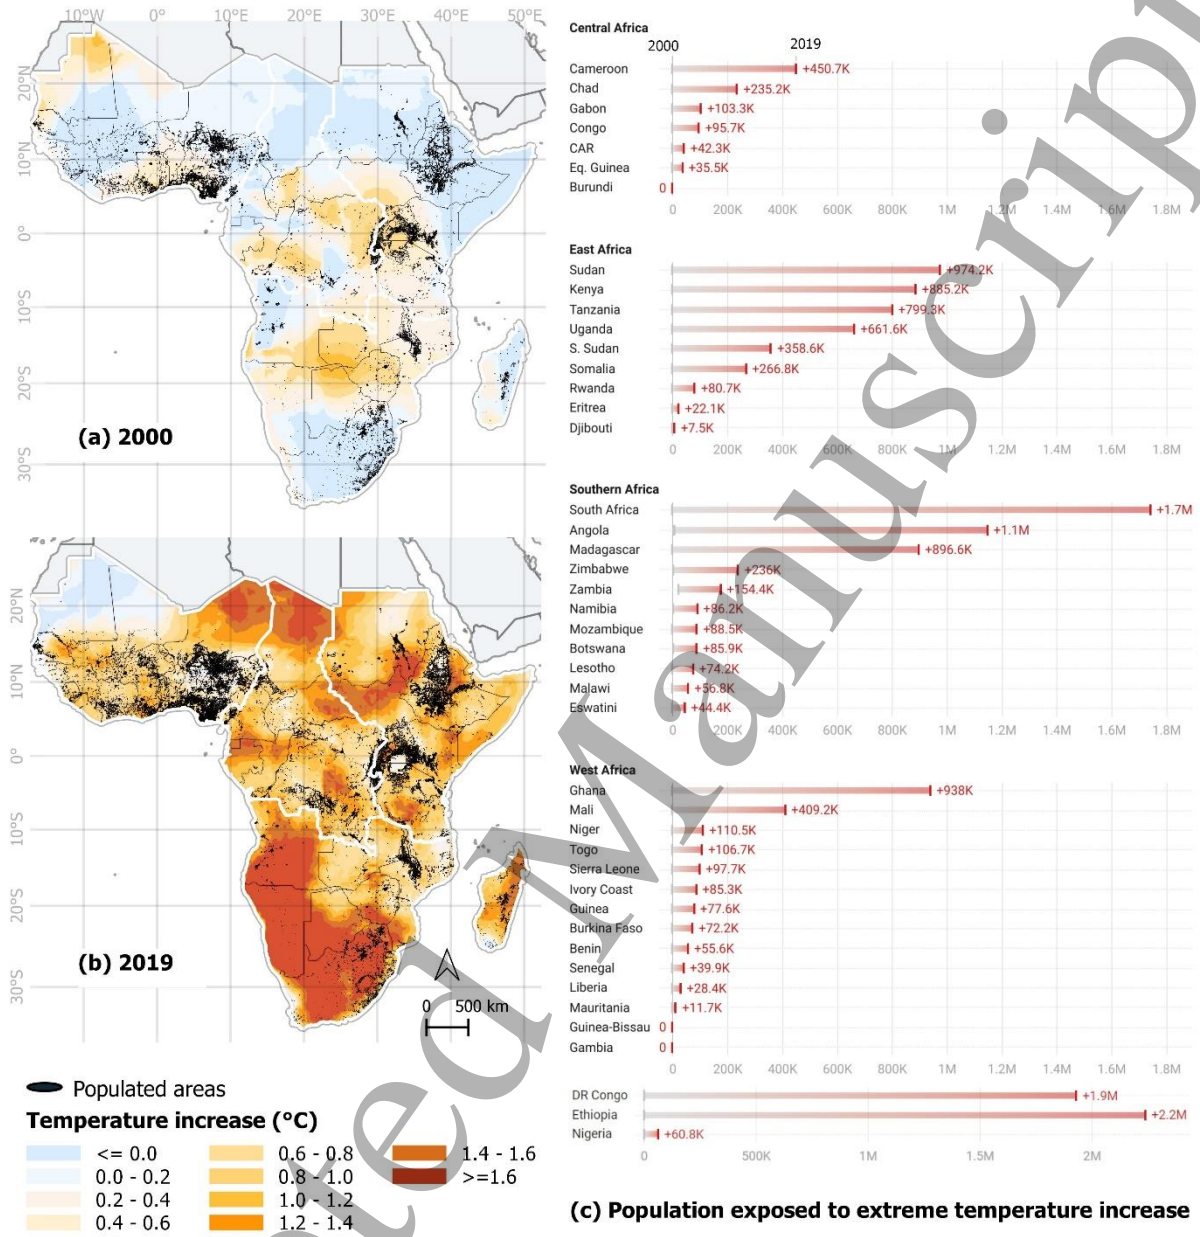 10°W 0° 10°E 20°E 30°E 40°E 50°E
20°N
10°N
0°
10°S
20°S
30°S
(a) 2000
20°N
10°N
0°
10°S
20°S
30°S
(b) 2019
0 500 km
Populated areas
Temperature increase (°C)
<= 0.0
0.0 - 0.2
0.2 - 0.4
0.4 - 0.6
0.6 - 0.8
0.8 - 1.0
1.0 - 1.2
1.2 - 1.4
1.4 - 1.6
>=1.6
Central Africa
2000 2019
Cameroon +450.7K
Chad +235.2K
Gabon +103.3K
Congo +95.7K
CAR +42.3K
Eq. Guinea +35.5K
Burundi 0
0 200K 400K 600K 800K 1M 1.2M 1.4M 1.6M 1.8M
East Africa
Sudan +974.2K
Kenya +885.2K
Tanzania +799.3K
Uganda +661.6K
S. Sudan +358.6K
Somalia +266.8K
Rwanda +80.7K
Eritrea +22.1K
Djibouti +7.5K
0 200K 400K 600K 800K 1M 1.2M 1.4M 1.6M 1.8M
Southern Africa
South Africa +1.7M
Angola +1.1M
Madagascar +896.6K
Zimbabwe +236K
Zambia +154.4K
Namibia +86.2K
Mozambique +88.5K
Botswana +85.9K
Lesotho +74.2K
Malawi +56.8K
Eswatini +44.4K
0 200K 400K 600K 800K 1M 1.2M 1.4M 1.6M 1.8M
West Africa
Ghana +938K
Mali +409.2K
Niger +110.5K
Togo +106.7K
Sierra Leone +97.7K
Ivory Coast +85.3K
Guinea +77.6K
Burkina Faso +72.2K
Benin +55.6K
Senegal +39.9K
Liberia +28.4K
Mauritania +11.7K
Guinea-Bissau 0
Gambia 0
0 200K 400K 600K 800K 1M 1.2M 1.4M 1.6M 1.8M
DR Congo +1.9M
Ethiopia +2.2M
Nigeria +60.8K
0 500K 1M 1.5M 2M
(c) Population exposed to extreme temperature increase
ted Manuscrip